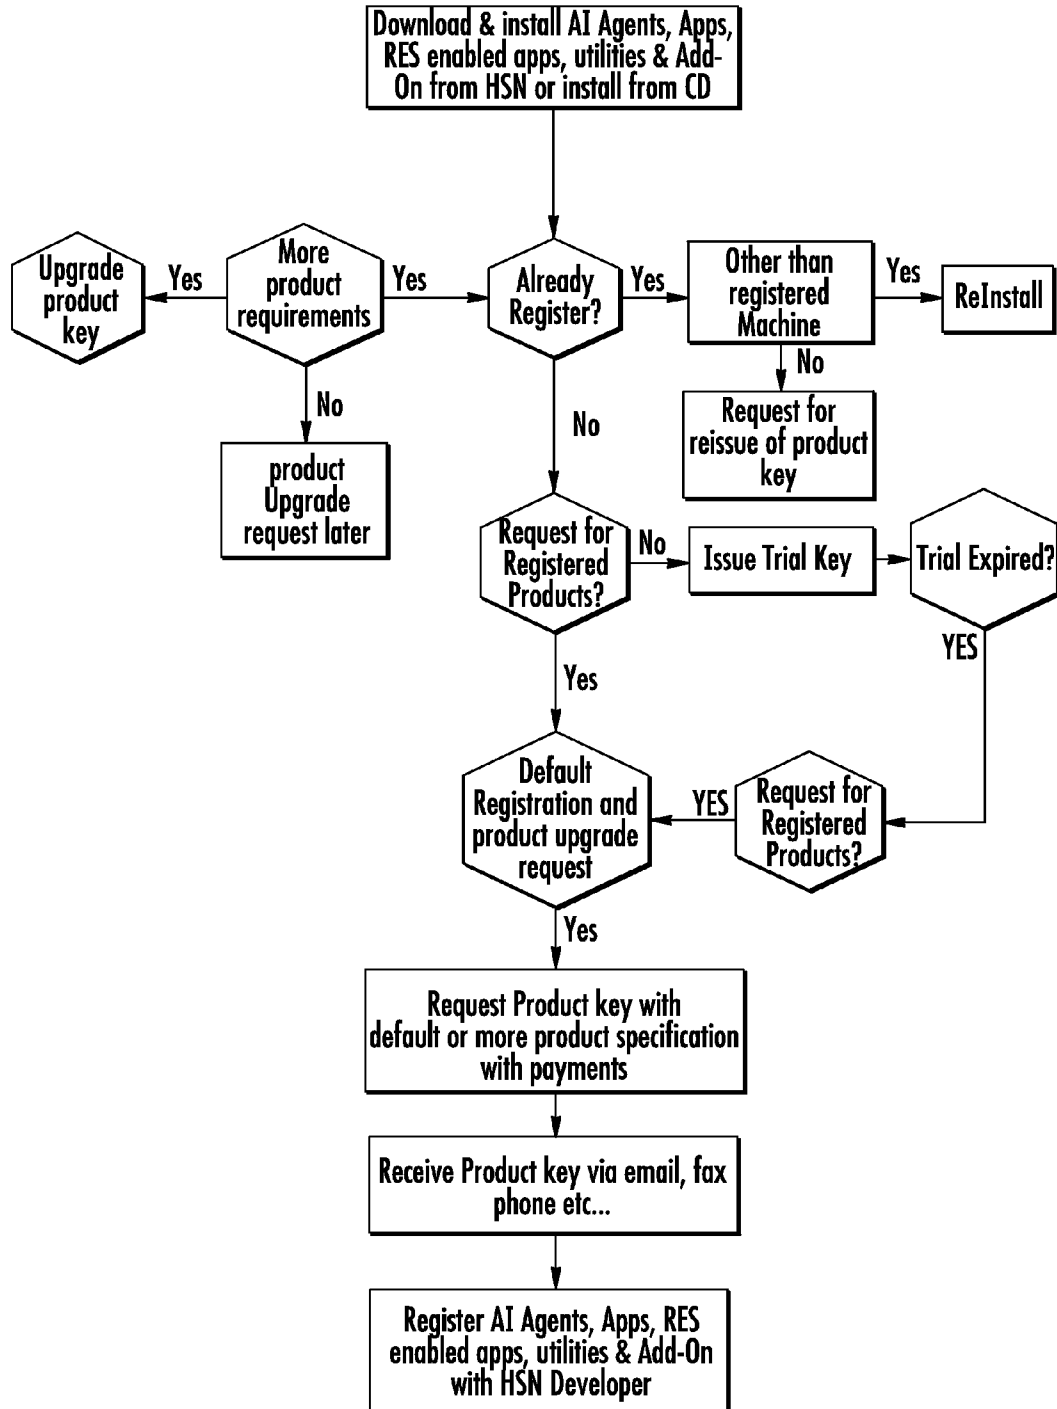 Download & install AI Agents, Apps,
RES enabled apps, utilities & Add-
On from HSN or install from CD
Upgrade
product
key
Yes
More
product
requirements
Yes
Already
Register?
Yes
Other than
registered
Machine
Yes
ReInstall
No
No
No
Request for
reissue of product
key
product
Upgrade
request later
Request for
Registered
Products?
No
Issue Trial Key
Trial Expired?
YES
Yes
Default
Registration and
product upgrade
request
YES
Request for
Registered
Products?
Yes
Request Product key with
default or more product specification
with payments
Receive Product key via email, fax
phone etc...
Register AI Agents, Apps, RES
enabled apps, utilities & Add-On
with HSN Developer